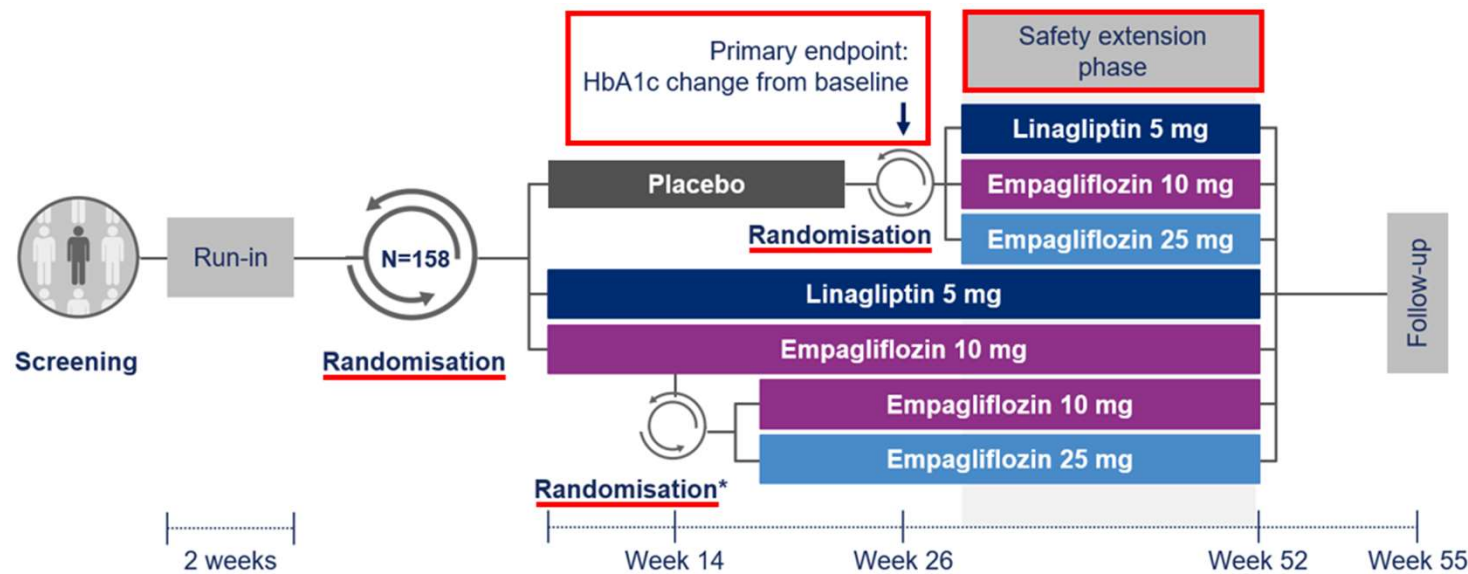 Primary endpoint:
HbA1c change from baseline
Safety extension
phase
Linagliptin 5 mg
Placebo
Empagliflozin 10 mg
Randomisation
Empagliflozin 25 mg
Run-in
N=158
Linagliptin 5 mg
Follow-up
Screening
Randomisation
Empagliflozin 10 mg
Empagliflozin 10 mg
Empagliflozin 25 mg
Randomisation*
2 weeks
Week 14
Week 26
Week 52
Week 55